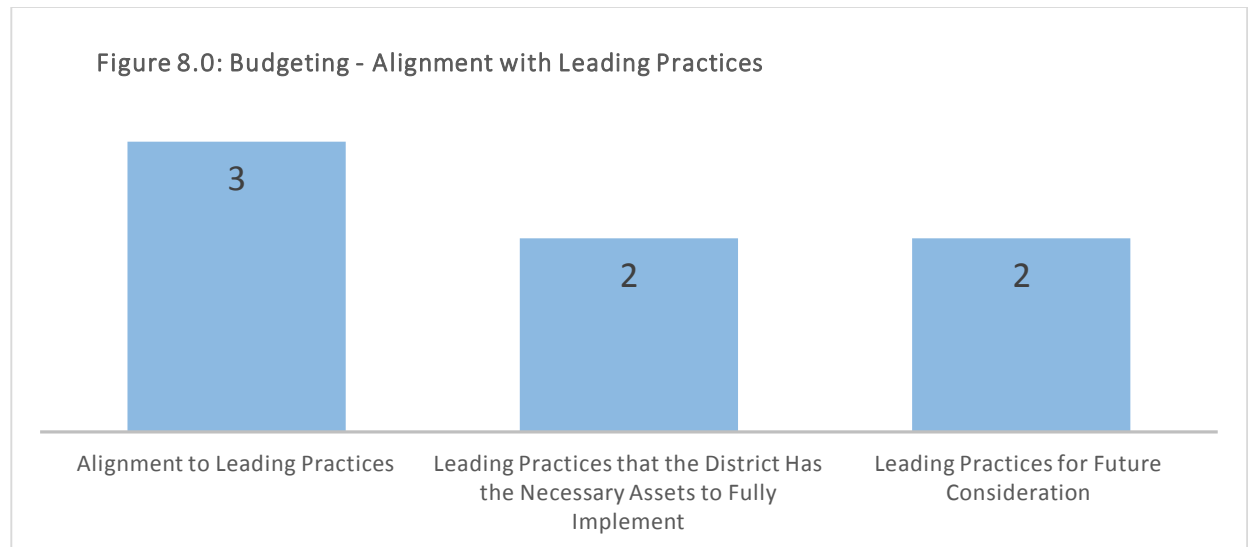 Figure 8.0: Budgeting - Alignment with Leading Practices
3
2
2
Alignment to Leading Practices
Leading Practices that the District Has
the Necessary Assets to Fully
Implement
Leading Practices for Future
Consideration